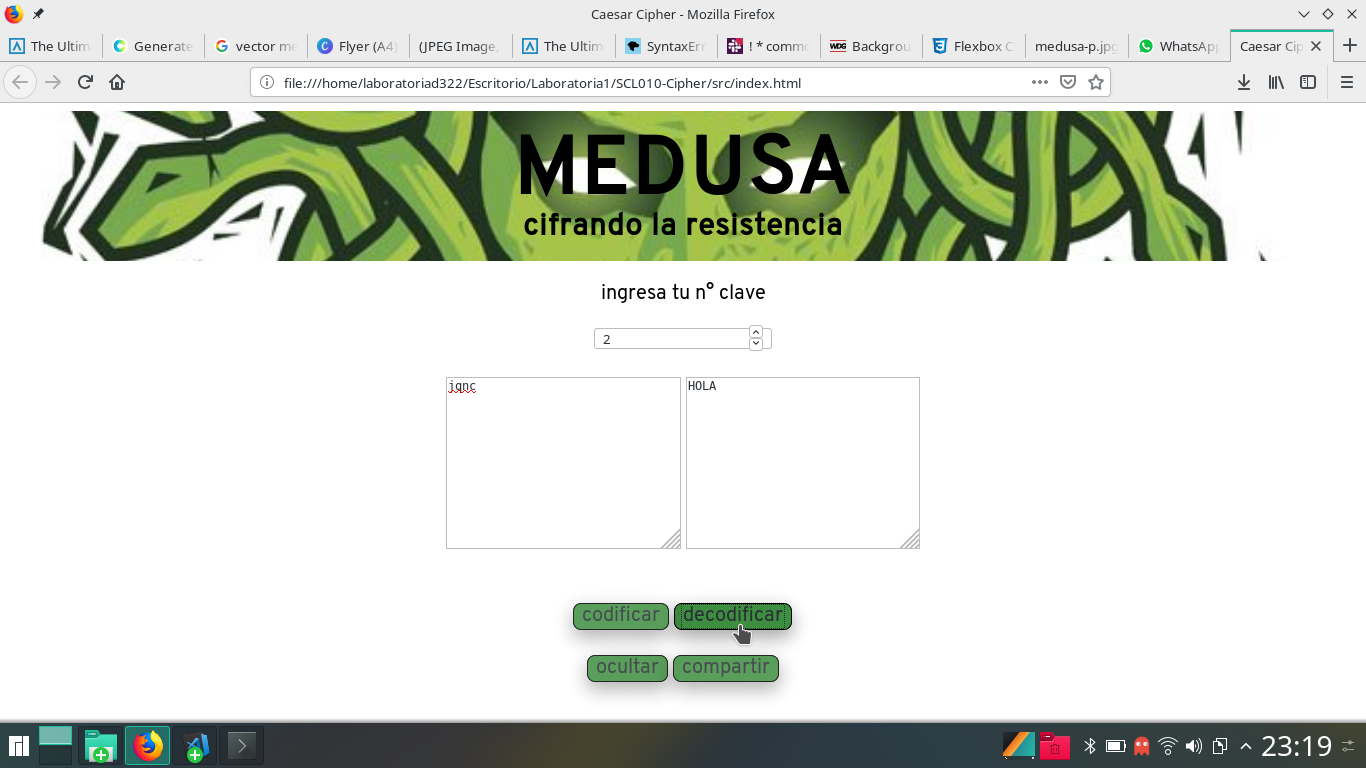 Caesar Cipher - Mozilla Firefox
The Ultim
Generate
vector me
Flyer (A4)
(JPEG Image,
The Ultim
SyntaxErr
! * commo
Backgrou
Flexbox C
medusa-p.jpg
WhatsApp
Caesar Cip
file:///home/laboratoriad322/Escritorio/Laboratoria1/SCL010-Cipher/src/index.html
MEDUSA
cifrando la resistencia
ingresa tu n° clave
2
jqnc
HOLA
codificar decodificar
ocultar compartir
23:19